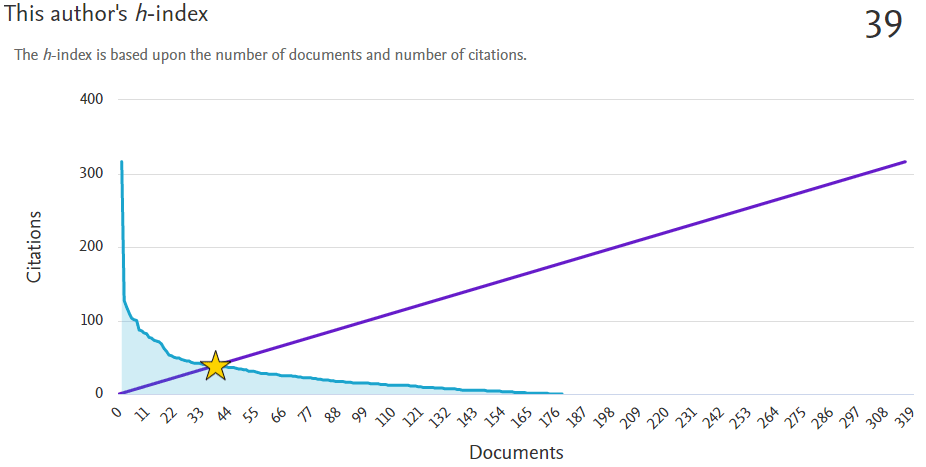 This author's h-index
39
The h-index is based upon the number of documents and number of citations.
400
300
200
100
0
Citations
0 11 22 33 44 55 66 77 88 99 110 121 132 143 154 165 176 187 198 209 220 231 242 253 264 275 286 297 308 319
Documents